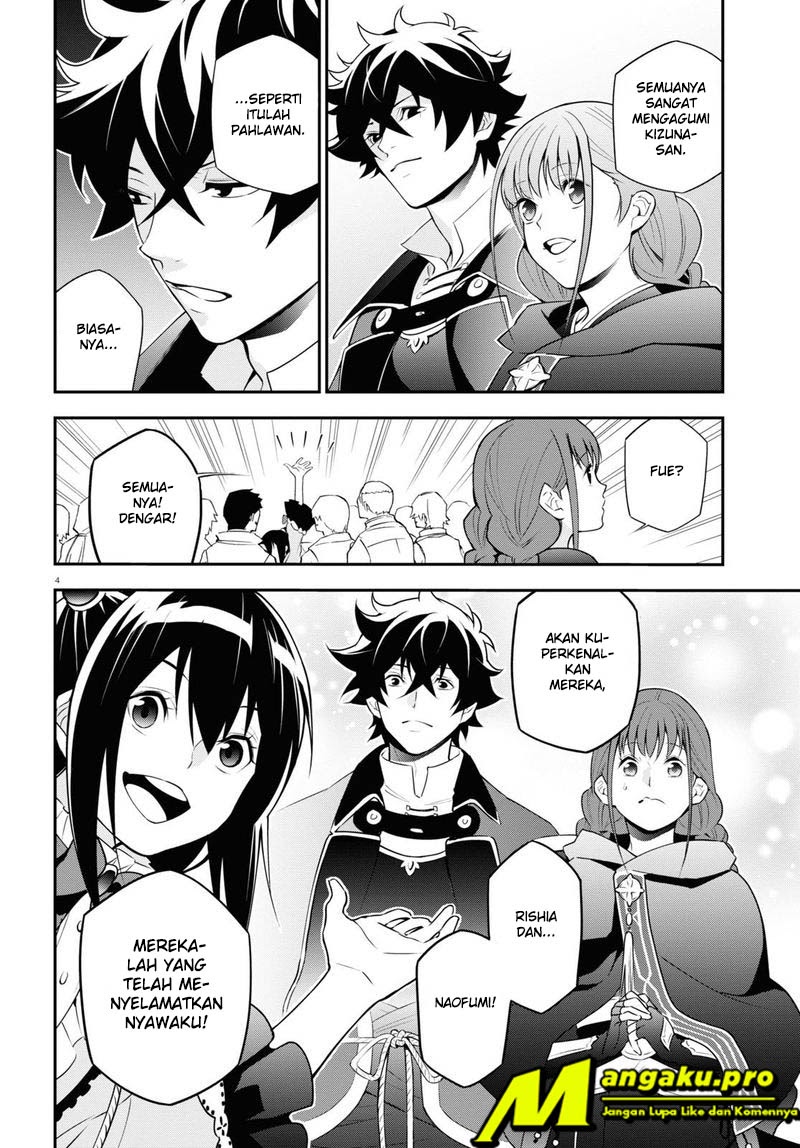 SEMUANYA
SANGAT
MENGAGUMI
KIZUNA-
SAN.
...SEPERTI
ITULAH
PAHLAWAN.
BIASA-
NYA...
FUE?
SEMUA-
NYA!
DENGAR!
4
AKAN KU-
PERKENAL-
KAN
MEREKA,
RISHIA
DAN...
NAOFUMI!
MEREKA-
LAH YANG
TELAH ME-
NYELAMATKAN
NYAWAKU!
Mangaku.pro
Jangan Lupa Like dan Komennya